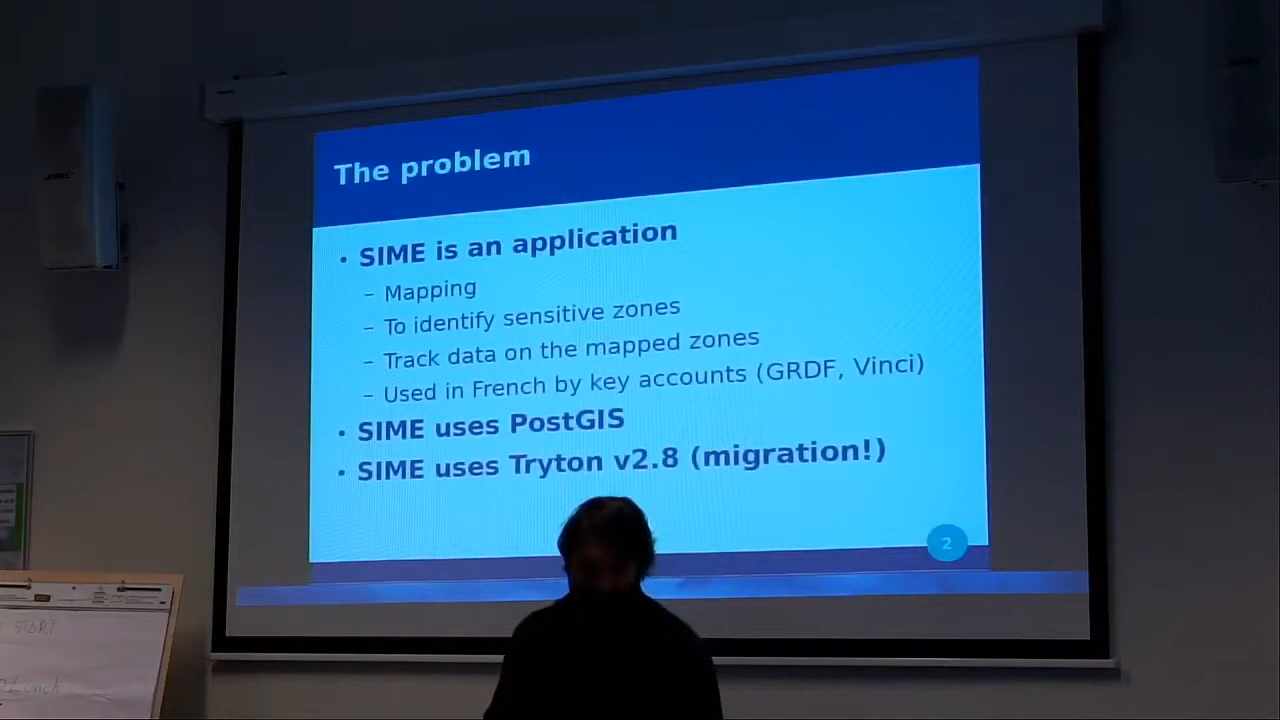 The problem
• SIME is an application
– Mapping
– To identify sensitive zones
– Track data on the mapped zones
– Used in French by key accounts (GRDF, Vinci)
• SIME uses PostGIS
• SIME uses Tryton v2.8 (migration!)
2
START